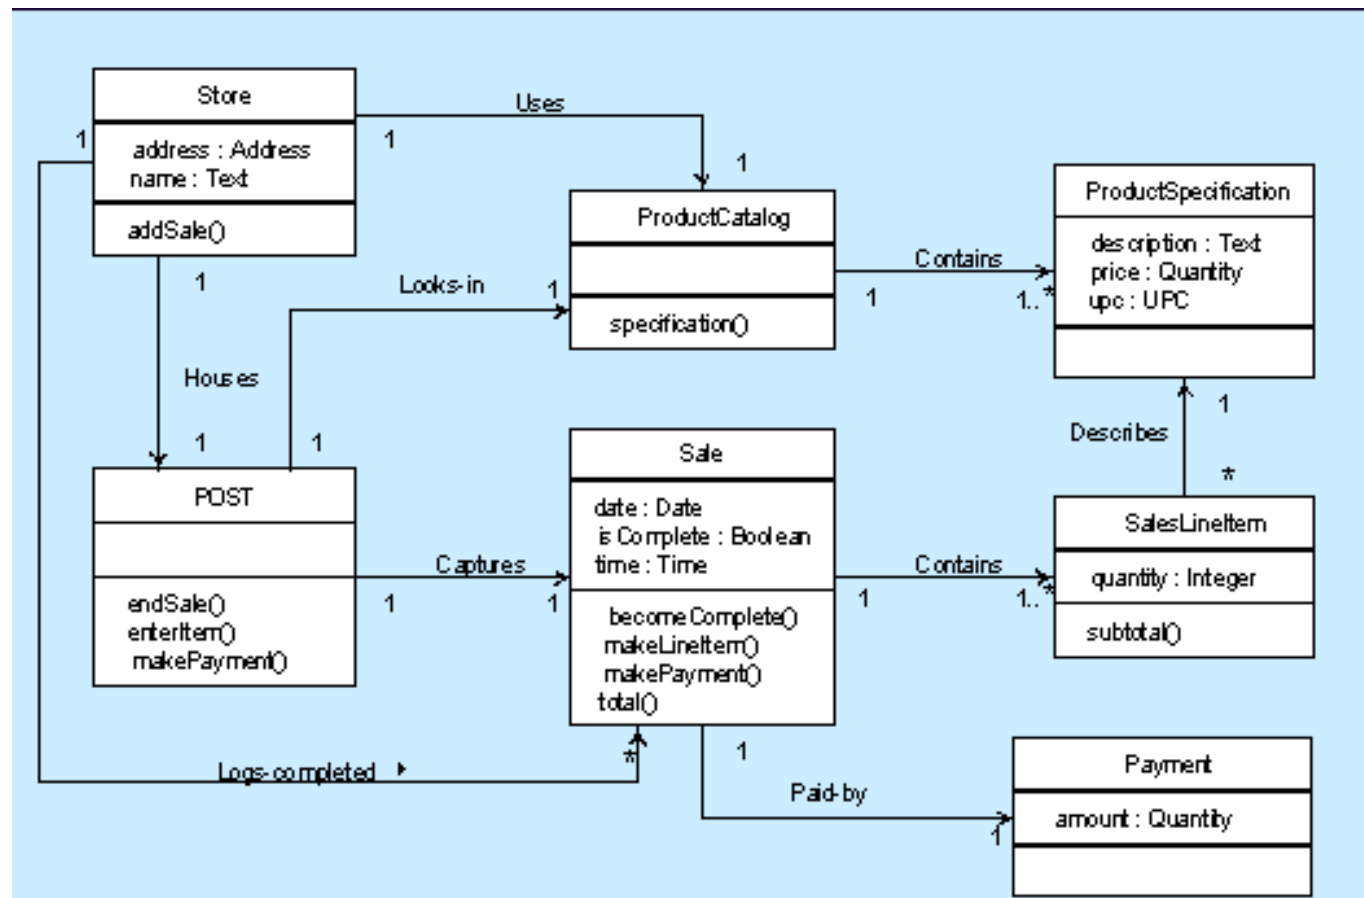 Store
address : Address
name : Text
addSale()
1
Uses
1
1
ProductCatalog
specification()
ProductSpecification
description : Text
price : Quantity
upc : UPC
Contains
1
1..*
1
Looks-in
1
Houses
1
1
POST
endSale()
enterItem()
makePayment()
Captures
1
1
Sale
date : Date
isComplete : Boolean
time : Time
becomeComplete()
makeLineItem()
makePayment()
total()
Describes
1
*
Contains
1
1..*
SalesLineItem
quantity : Integer
subtotal()
Logs-completed
*
1
Paid-by
1
Payment
amount : Quantity